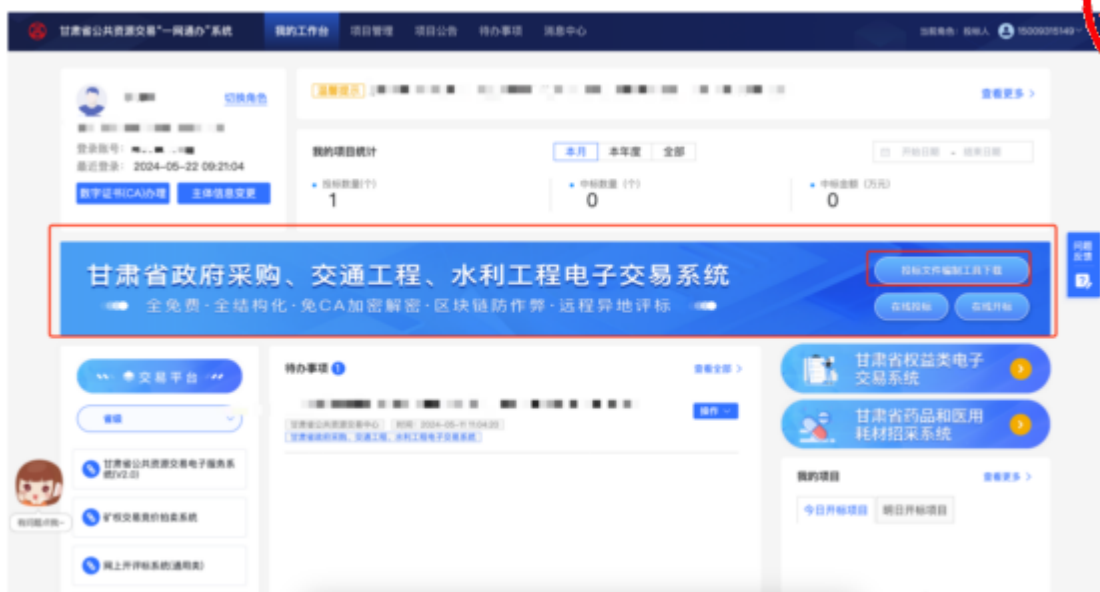 甘肃省公共资源交易“一网通办”系统
我的工作台 项目管理 项目公告 待办事项 消息中心
当前角色: 投标人 15009315149
切换角色
温馨提示
查看更多 >
登录账号:
最近登录: 2024-05-22 09:21:04
数字证书(CA)办理 主体信息变更
我的项目统计
本月 本年度 全部
开始日期 - 结束日期
投标数量(个)
1
中标数量 (个)
0
中标金额 (万元)
0
甘肃省政府采购、交通工程、水利工程电子交易系统
全免费·全结构化·免CA加密解密·区块链防作弊·远程异地评标
投标文件编制工具下载
在线投标 在线开标
问题
反馈
交易平台
省级
甘肃省公共资源交易电子服务系
统(V2.0)
矿权交易竞价拍卖系统
网上开评标系统(通用类)
有问题点我~
待办事项 1
查看全部 >
操作
甘肃省公共资源交易中心 时间: 2024-05-11 11:04:20
甘肃省政府采购、交通工程、水利工程电子交易系统
甘肃省权益类电子
交易系统
甘肃省药品和医用
耗材招采系统
我的项目
查看更多 >
今日开标项目 明日开标项目